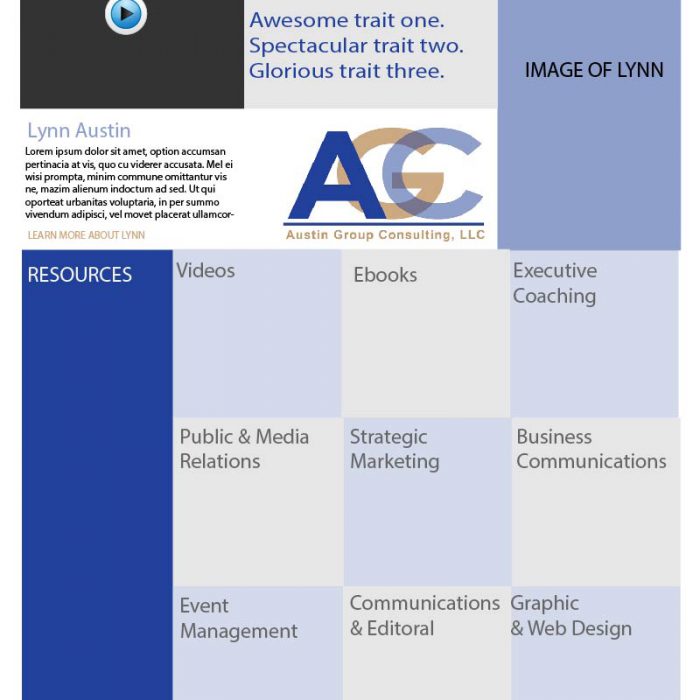 Awesome trait one.
Spectacular trait two.
Glorious trait three.
IMAGE OF LYNN
Lynn Austin
Lorem ipsum dolor sit amet, option accumsan
pertinacia at vis, quo cu viderer accusata. Mel ei
wisi prompta, minim commune omittantur vis
ne, mazim alienum indoctum ad sed. Ut qui
oporteat urbanitas voluptaria, in per summo
vivendum adipisci, vel movet placerat ullamcor-
LEARN MORE ABOUT LYNN
AGC
Austin Group Consulting, LLC
RESOURCES
Videos
Ebooks
Executive
Coaching
Public & Media
Relations
Strategic
Marketing
Business
Communications
Event
Management
Communications
& Editoral
Graphic
& Web Design